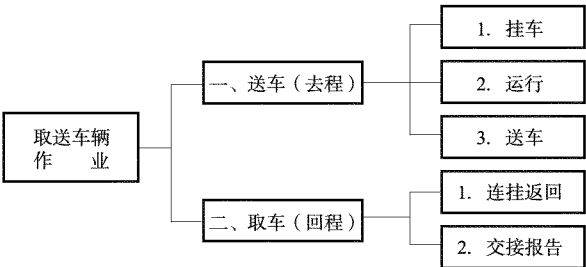 取送车辆
作 业
一、送车（去程）
1. 挂车
2. 运行
3. 送车
二、取车（回程）
1. 连挂返回
2. 交接报告